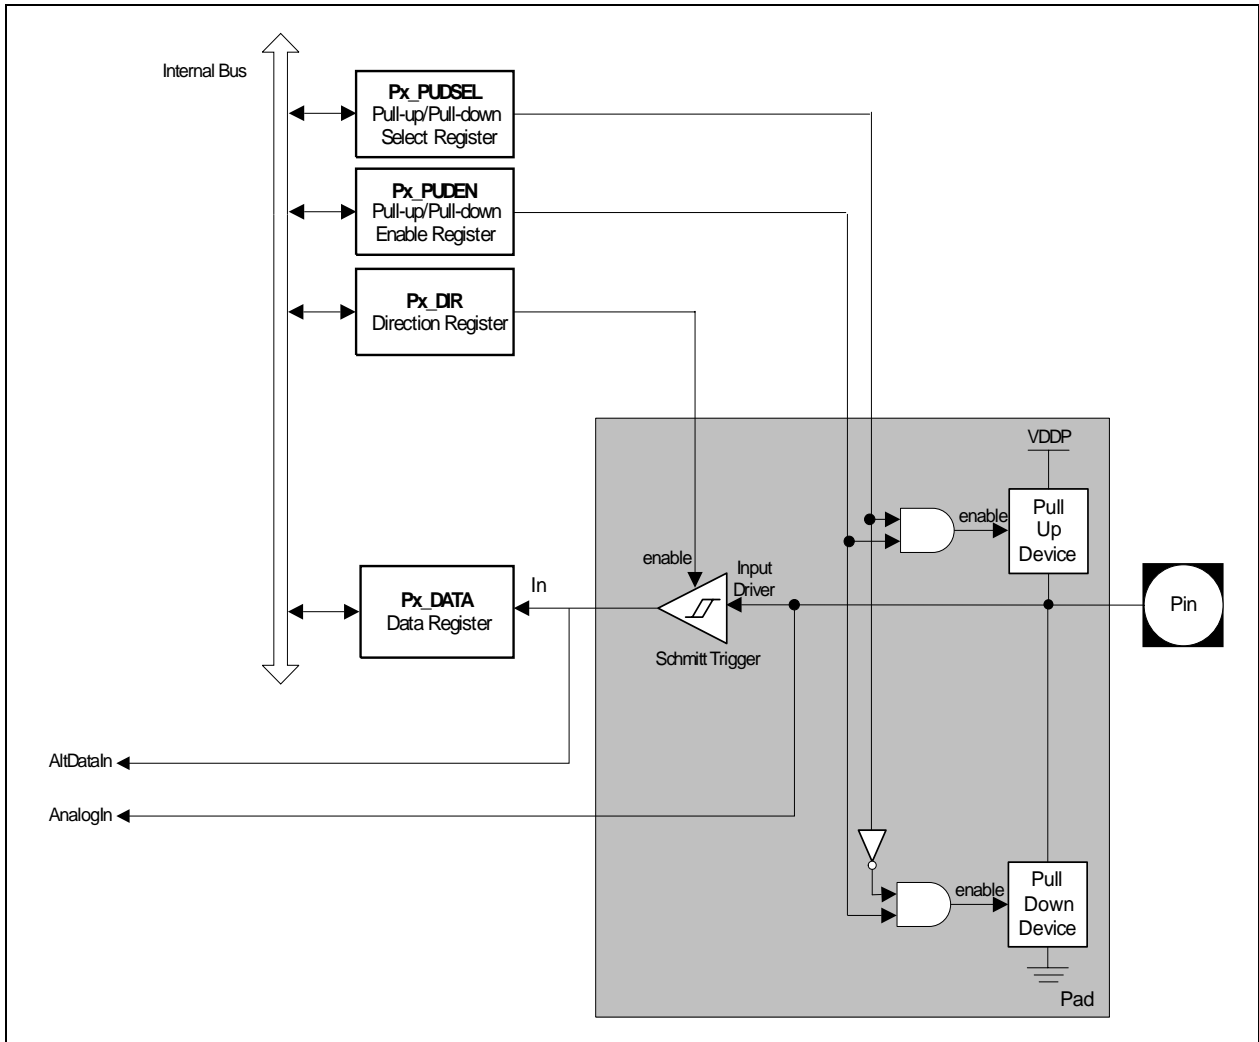 Internal Bus
Px_PUDSEL
Pull-up/Pull-down
Select Register
Px_PUDEN
Pull-up/Pull-down
Enable Register
Px_DIR
Direction Register
VDDP
Pull
Up
Device
enable
enable
Input
Driver
In
Px_DATA
Data Register
Schmitt Trigger
Pin
AltDataIn
AnalogIn
enable
Pull
Down
Device
Pad